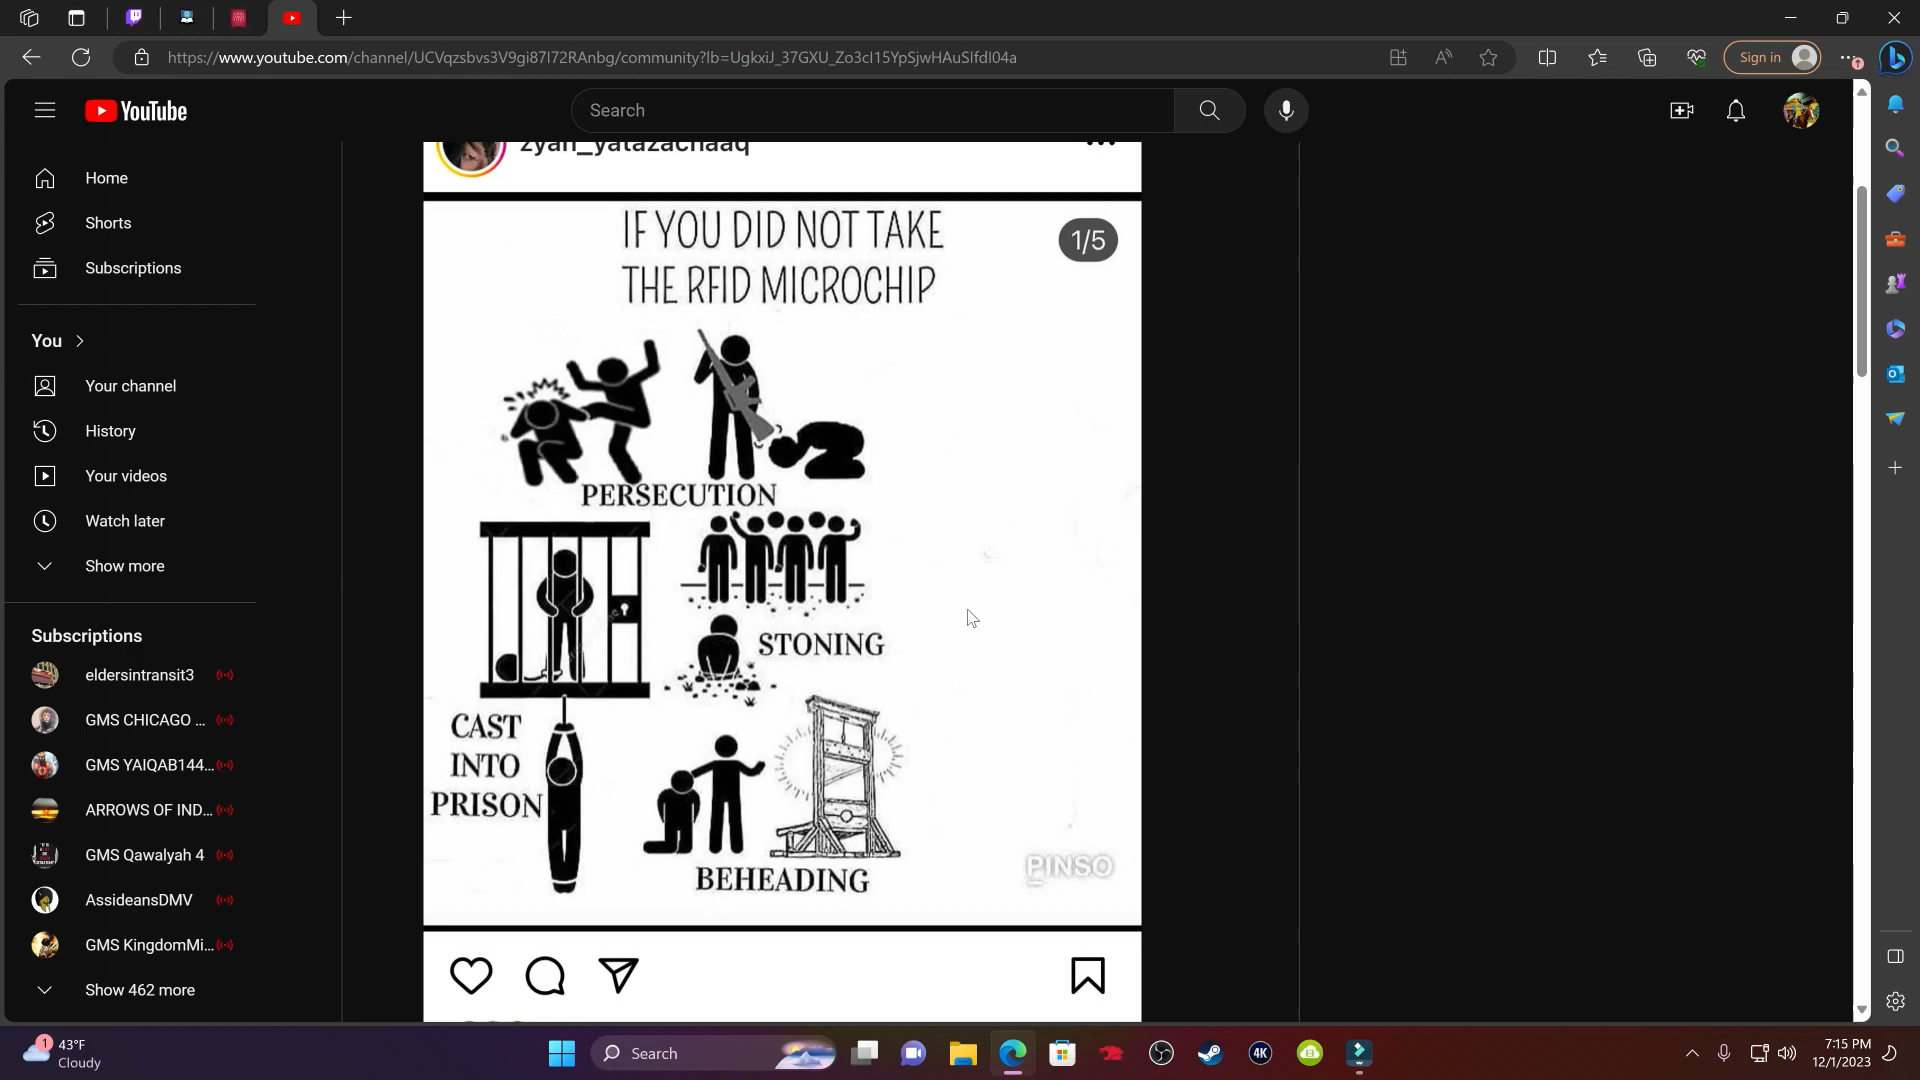 https://www.youtube.com/channel/UCVqzsbvs3V9gi87I72RAnbg/community?lb=UgkxiJ_37GXU_Zo3cI15YpSjwHAuSIfdI04a
Sign in
YouTube
Search
zyah_yatazachaaq
Home
Shorts
Subscriptions
You
Your channel
History
Your videos
Watch later
Show more
Subscriptions
eldersintransit3
GMS CHICAGO ...
GMS YAIQAB144...
ARROWS OF IND...
GMS Qawalyah 4
AssideansDMV
GMS KingdomMi...
Show 462 more
IF YOU DID NOT TAKE
THE RFID MICROCHIP
1/5
PERSECUTION
STONING
CAST
INTO
PRISON
BEHEADING
PINSO
1
43°F
Cloudy
Search
4K
7:15 PM
12/1/2023